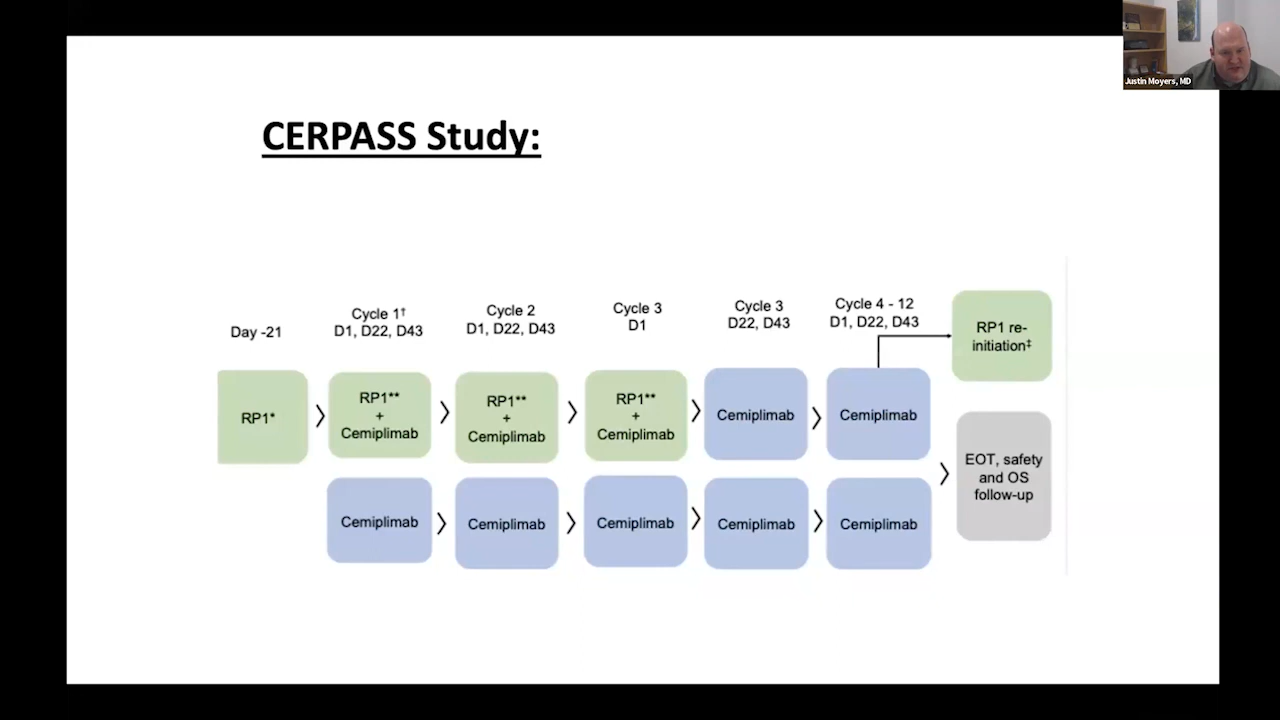 Justin Moyers, MD
CERPASS Study:
Day -21
Cycle 1†
D1, D22, D43
Cycle 2
D1, D22, D43
Cycle 3
D1
Cycle 3
D22, D43
Cycle 4 - 12
D1, D22, D43
RP1 re-
initiation‡
RP1*
RP1**
+
Cemiplimab
RP1**
+
Cemiplimab
RP1**
+
Cemiplimab
Cemiplimab
Cemiplimab
Cemiplimab
Cemiplimab
Cemiplimab
Cemiplimab
Cemiplimab
EOT, safety
and OS
follow-up